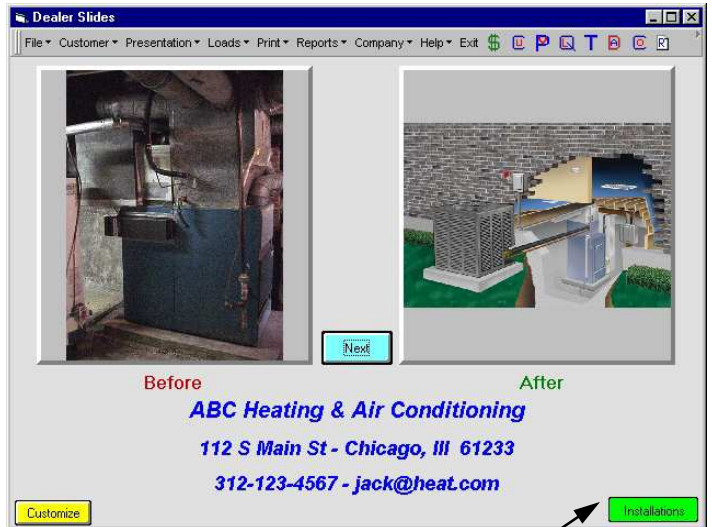 Dealer Slides
File Customer Presentation Loads Print Reports Company Help Exit $ U P Q T A C R
Next
Before After
ABC Heating & Air Conditioning
112 S Main St - Chicago, Ill 61233
312-123-4567 - jack@heat.com
Customize Installations